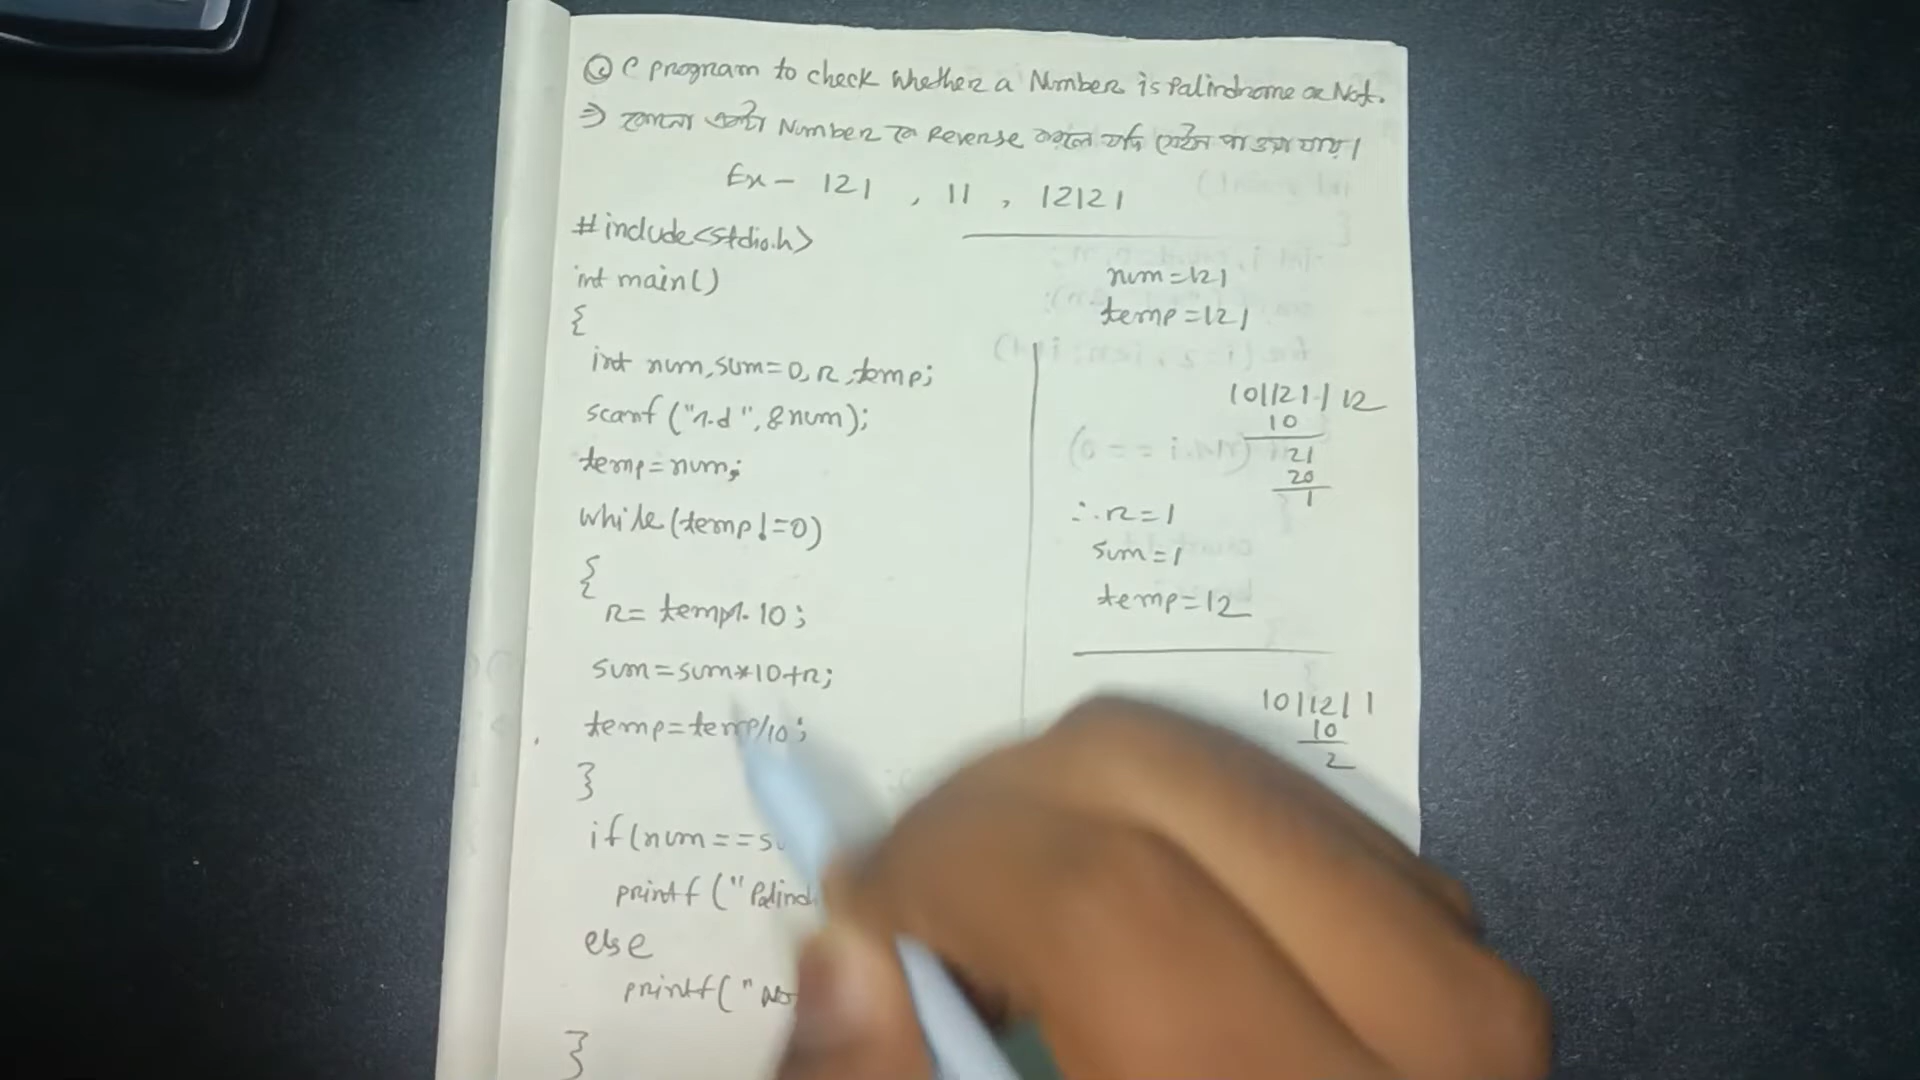 C program to check whether a Number is Palindrome or Not.
⇒ কোনো একটা Number কে Reverse করলে যদি সেটাই পাওয়া যায়।
Ex - 121 , 11 , 12121
#include<stdio.h>
int main()
{
int num,sum=0,r,temp;
scanf("%d",&num);
temp=num;
while(temp!=0)
{
r= temp%10;
sum=sum*10+r;
temp=temp/10;
}
if(num==su
printf("Palind
else
printf("No
}
num=121
temp=121
10|121|12
10
21
20
1
∴ r=1
sum=1
temp=12
10|12|1
10
2